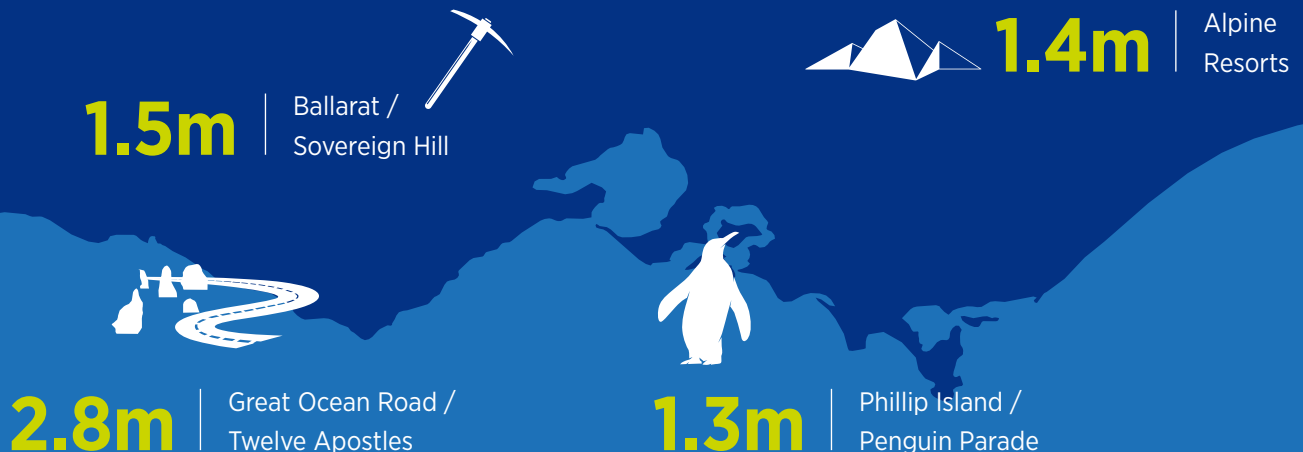 1.4m
Alpine
Resorts
1.5m
Ballarat /
Sovereign Hill
2.8m
Great Ocean Road /
Twelve Apostles
1.3m
Phillip Island /
Penguin Parade